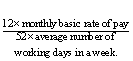 12× monthly basic rate of pay
52× average number of
working days in a week.